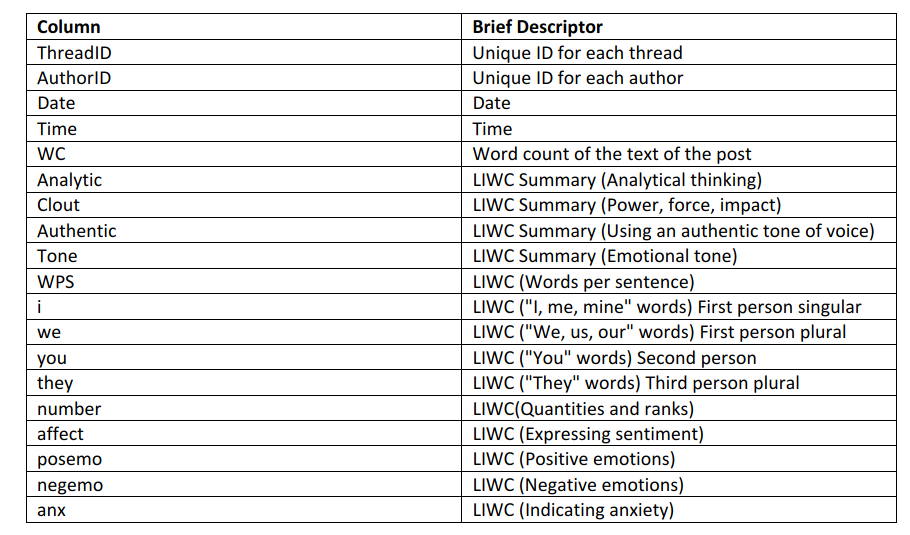 Column Brief Descriptor
ThreadID Unique ID for each thread
AuthorID Unique ID for each author
Date Date
Time Time
WC Word count of the text of the post
Analytic LIWC Summary (Analytical thinking)
Clout LIWC Summary (Power, force, impact)
Authentic LIWC Summary (Using an authentic tone of voice)
Tone LIWC Summary (Emotional tone)
WPS LIWC (Words per sentence)
i LIWC ("I, me, mine" words) First person singular
we LIWC ("We, us, our" words) First person plural
you LIWC ("You" words) Second person
they LIWC ("They" words) Third person plural
number LIWC(Quantities and ranks)
affect LIWC (Expressing sentiment)
posemo LIWC (Positive emotions)
negemo LIWC (Negative emotions)
anx LIWC (Indicating anxiety)